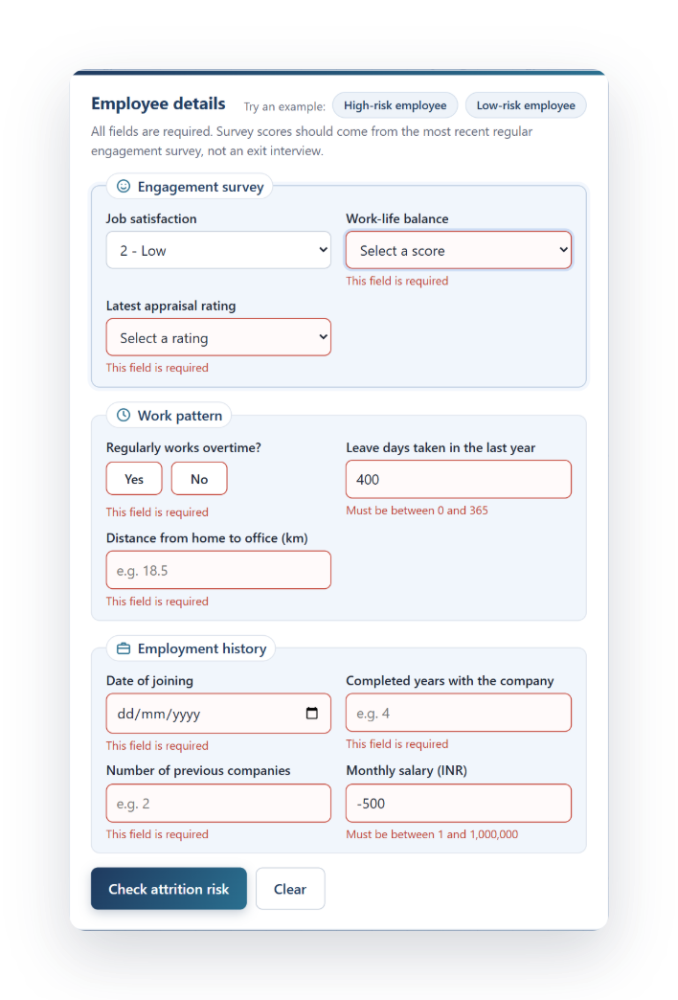 Employee details
Try an example:
High-risk employee
Low-risk employee
All fields are required. Survey scores should come from the most recent regular
engagement survey, not an exit interview.
Engagement survey
Job satisfaction
2 - Low
Work-life balance
Select a score
This field is required
Latest appraisal rating
Select a rating
This field is required
Work pattern
Regularly works overtime?
Yes
No
This field is required
Leave days taken in the last year
400
Must be between 0 and 365
Distance from home to office (km)
e.g. 18.5
This field is required
Employment history
Date of joining
dd/mm/yyyy
This field is required
Completed years with the company
e.g. 4
This field is required
Number of previous companies
e.g. 2
This field is required
Monthly salary (INR)
-500
Must be between 1 and 1,000,000
Check attrition risk
Clear